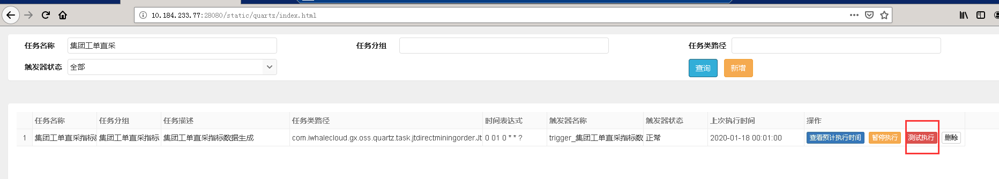 10.184.233.77:28080/static/quartz/index.html
任务名称 集团工单直采 任务分组 任务类路径
触发器状态 全部 查询 新增
任务名称 任务分组 任务描述 任务类路径 时间表达式 触发器名称 触发器状态 上次执行时间 操作
1 集团工单直采指标 集团工单直采指标 集团工单直采指标数据生成 com.iwhalecloud.gx.oss.quartz.task.jtdirectminingorder.Jt 0 01 0 * * ? trigger_集团工单直采指标数 正常 2020-01-18 00:01:00 查看预计执行时间 暂停执行 测试执行 删除